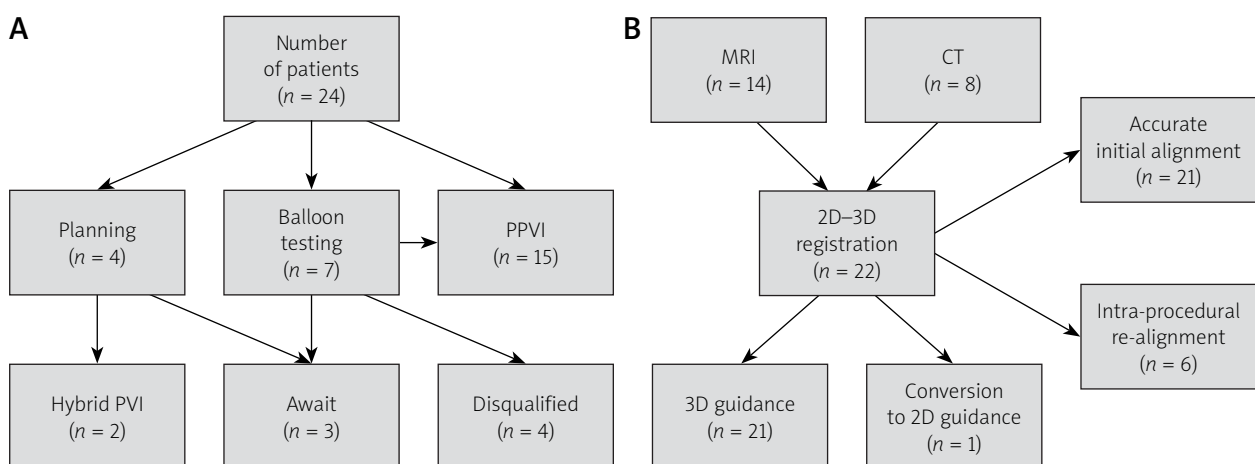 A
Number
of patients
(n = 24)
Planning
(n = 4)
Balloon
testing
(n = 7)
PPVI
(n = 15)
Hybrid PVI
(n = 2)
Await
(n = 3)
Disqualified
(n = 4)
B
MRI
(n = 14)
CT
(n = 8)
2D–3D
registration
(n = 22)
Accurate
initial alignment
(n = 21)
Intra-procedural
re-alignment
(n = 6)
3D guidance
(n = 21)
Conversion
to 2D guidance
(n = 1)